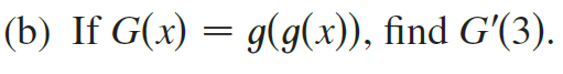 (b) If G(x) = g(g(x)), find G′(3).